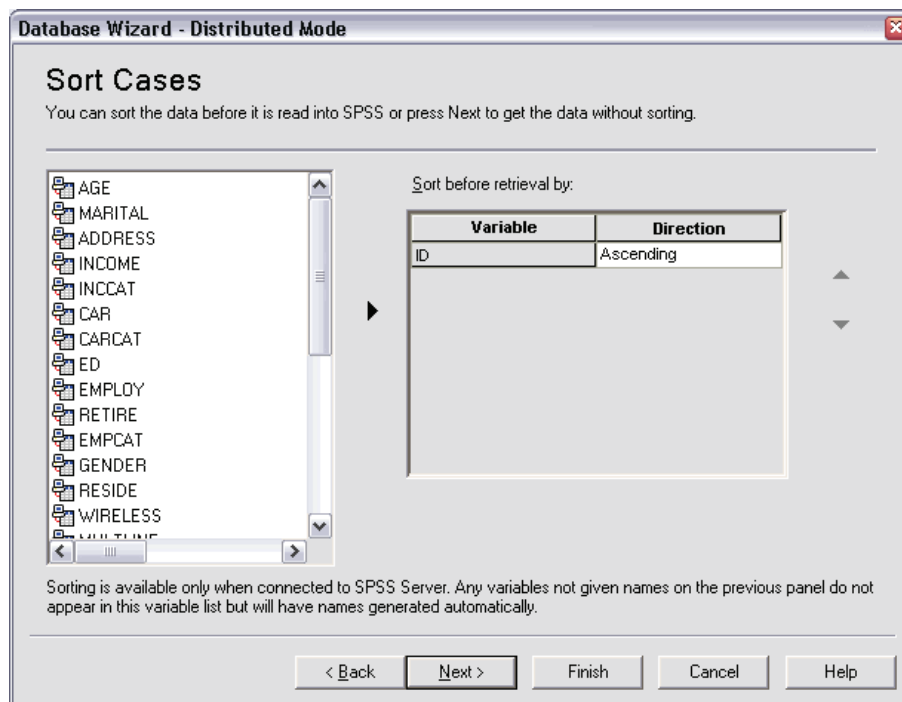 Database Wizard - Distributed Mode
Sort Cases
You can sort the data before it is read into SPSS or press Next to get the data without sorting.
AGE
MARITAL
ADDRESS
INCOME
INCCAT
CAR
CARCAT
ED
EMPLOY
RETIRE
EMPCAT
GENDER
RESIDE
WIRELESS
Sort before retrieval by:
Variable Direction
ID Ascending
Sorting is available only when connected to SPSS Server. Any variables not given names on the previous panel do not
appear in this variable list but will have names generated automatically.
< Back Next > Finish Cancel Help